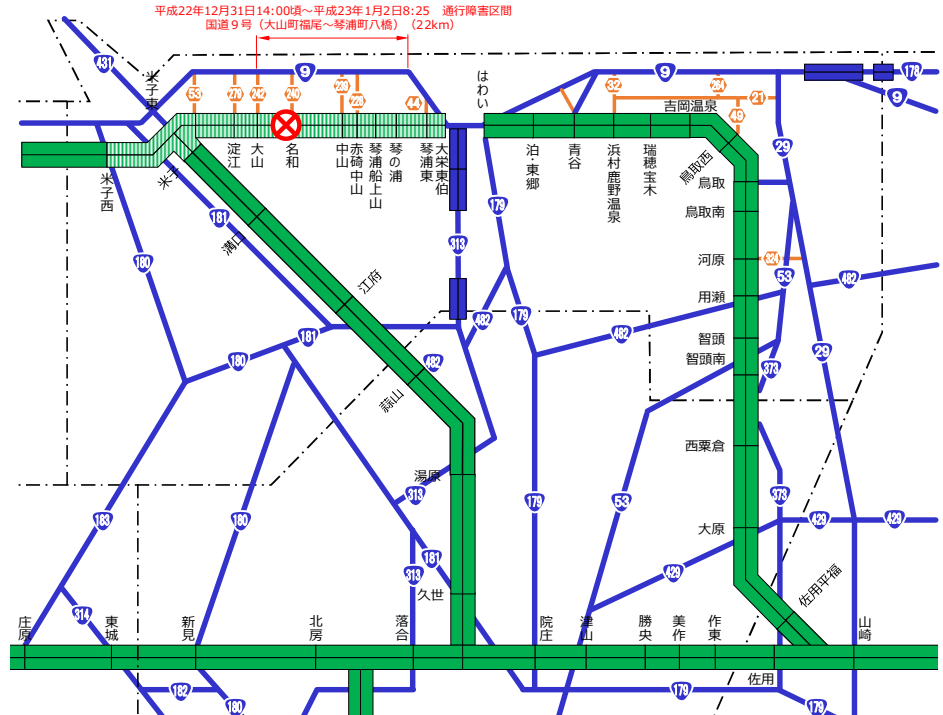 平成22年12月31日14:00頃～平成23年1月2日8:25　通行障害区間
国道９号（大山町福尾～琴浦町八橋）（22km）
431
米子東
9
はわい
9
178
9
53
270
242
240
239
228
44
32
264
21
49
吉岡温泉
29
米子西
米子
淀江
大山
名和
中山
赤碕中山
琴浦船上山
琴の浦
琴浦東
大栄東伯
泊・東郷
青谷
浜村鹿野温泉
瑞穂宝木
鳥取西
鳥取
鳥取南
181
溝口
179
313
180
河原
324
53
482
江府
用瀬
482
179
482
181
180
482
智頭
智頭南
373
29
蒜山
西粟倉
湯原
313
179
53
373
183
180
大原
429
429
181
313
429
久世
佐用平福
314
庄原
東城
新見
北房
落合
院庄
津山
勝央
美作
作東
山崎
佐用
182
180
179
179